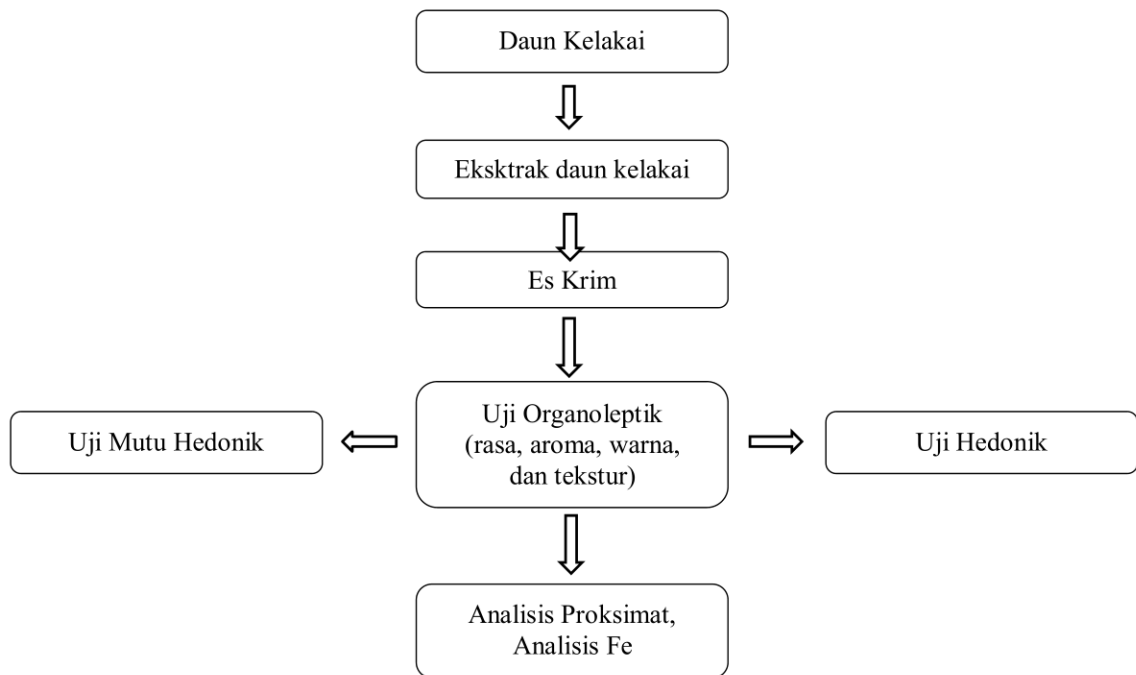 Daun Kelakai
Eksktrak daun kelakai
Es Krim
Uji Mutu Hedonik
Uji Organoleptik
(rasa, aroma, warna,
dan tekstur)
Uji Hedonik
Analisis Proksimat,
Analisis Fe